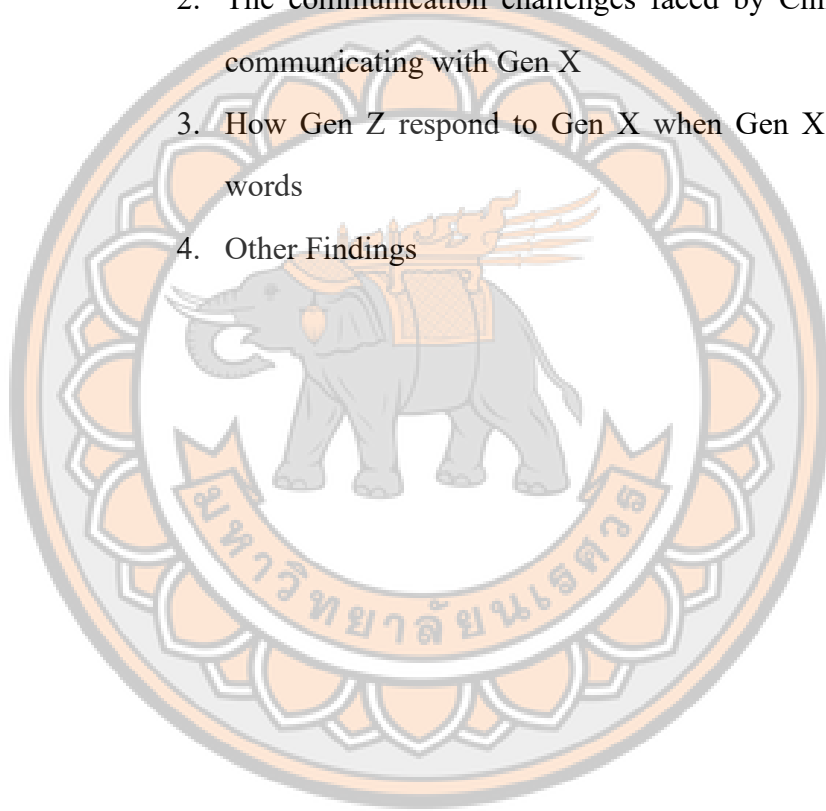 2. The communication challenges faced by Chi
communicating with Gen X
3. How Gen Z respond to Gen X when Gen X
words
4. Other Findings
มหาวิทยาลัยนเรศวร